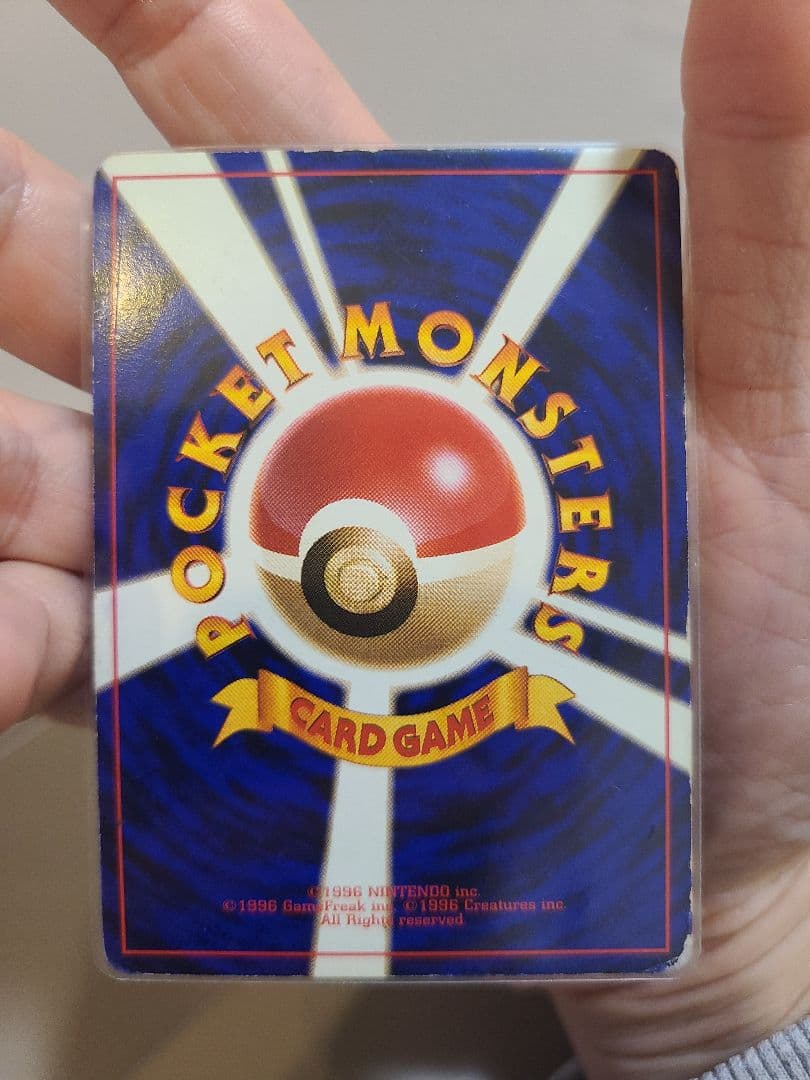 POCKET MONSTERS
CARD GAME
©1996 NINTENDO inc.
©1996 GameFreak inc. ©1996 Creatures inc.
All Rights reserved.